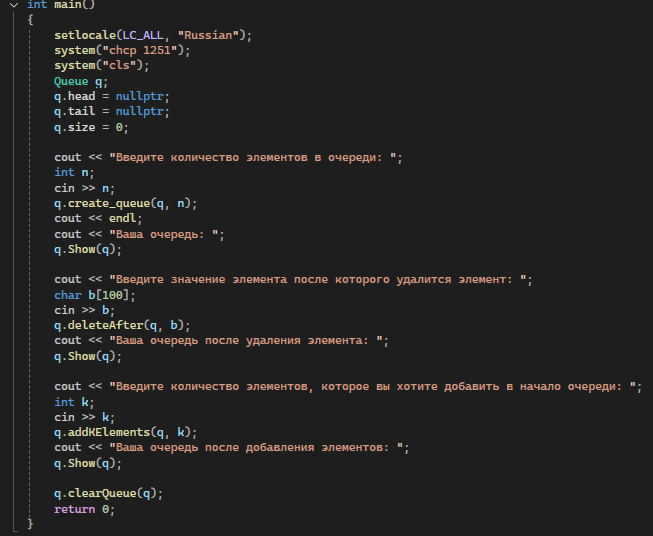 int main()
{
setlocale(LC_ALL, "Russian");
system("chcp 1251");
system("cls");
Queue q;
q.head = nullptr;
q.tail = nullptr;
q.size = 0;
cout << "Введите количество элементов в очереди: ";
int n;
cin >> n;
q.create_queue(q, n);
cout << endl;
cout << "Ваша очередь: ";
q.Show(q);
cout << "Введите значение элемента после которого удалится элемент: ";
char b[100];
cin >> b;
q.deleteAfter(q, b);
cout << "Ваша очередь после удаления элемента: ";
q.Show(q);
cout << "Введите количество элементов, которое вы хотите добавить в начало очереди: ";
int k;
cin >> k;
q.addKElements(q, k);
cout << "Ваша очередь после добавления элементов: ";
q.Show(q);
q.clearQueue(q);
return 0;
}